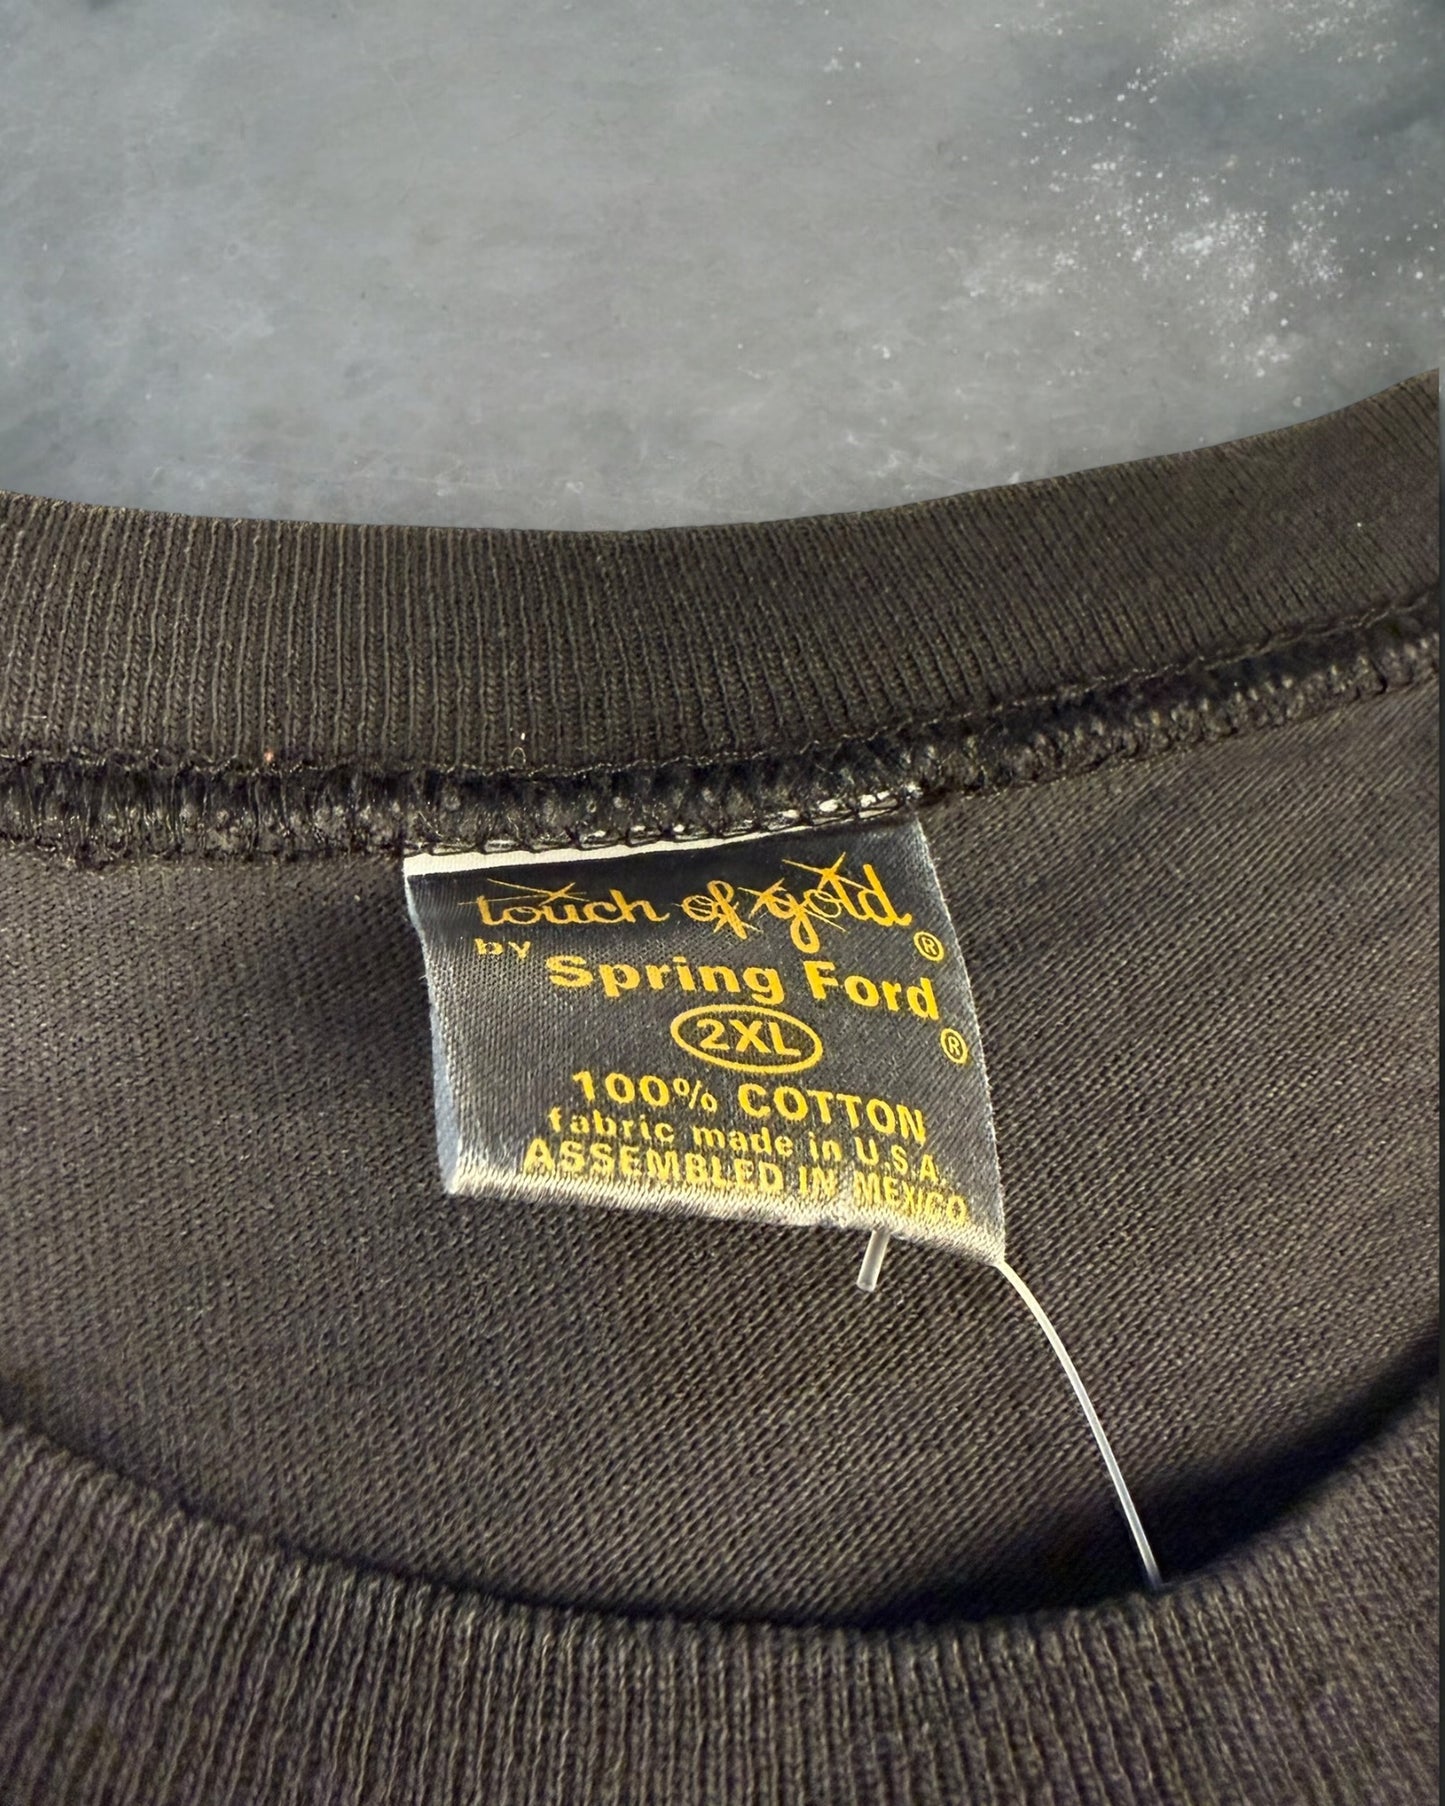 touch of gold ®
by
Spring Ford ®
2XL
100% COTTON
fabric made in U.S.A.
ASSEMBLED IN MEXICO